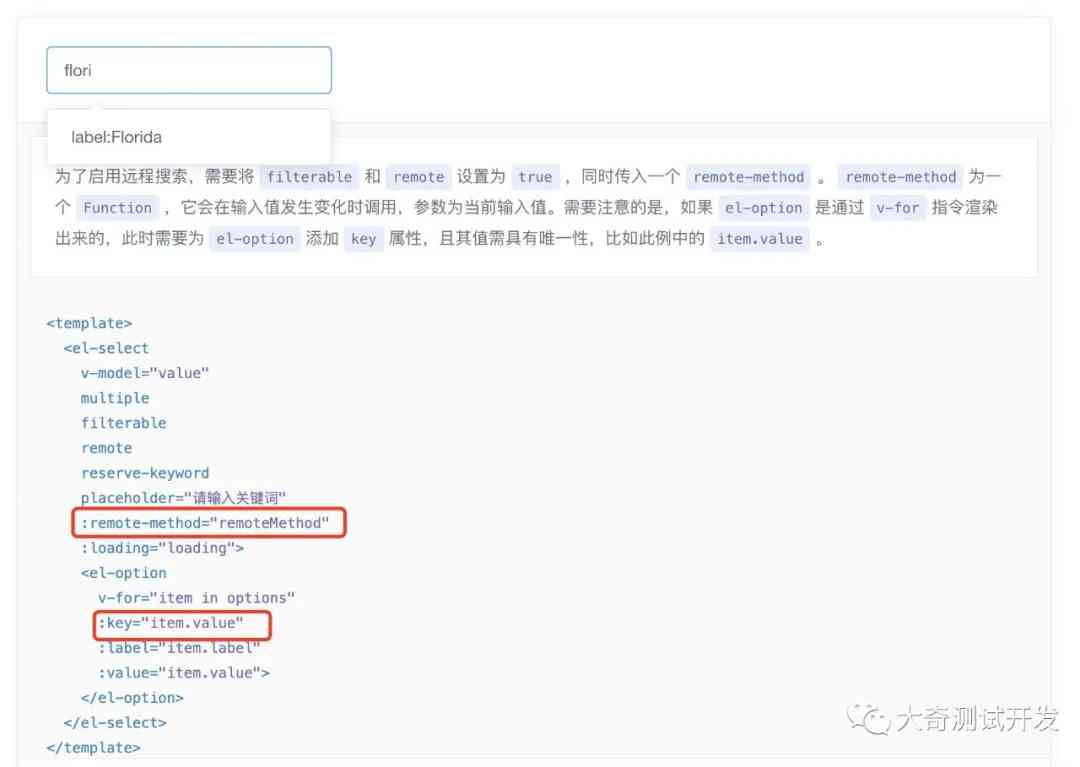 flori
label:Florida
为了启用远程搜索，需要将 filterable 和 remote 设置为 true ，同时传入一个 remote-method 。 remote-method 为一
个 Function ，它会在输入值发生变化时调用，参数为当前输入值。需要注意的是，如果 el-option 是通过 v-for 指令渲染
出来的，此时需要为 el-option 添加 key 属性，且其值需具有唯一性，比如此例中的 item.value 。
<template>
<el-select
v-model="value"
multiple
filterable
remote
reserve-keyword
placeholder="请输入关键词"
:remote-method="remoteMethod"
:loading="loading">
<el-option
v-for="item in options"
:key="item.value"
:label="item.label"
:value="item.value">
</el-option>
</el-select>
</template>
大奇测试开发